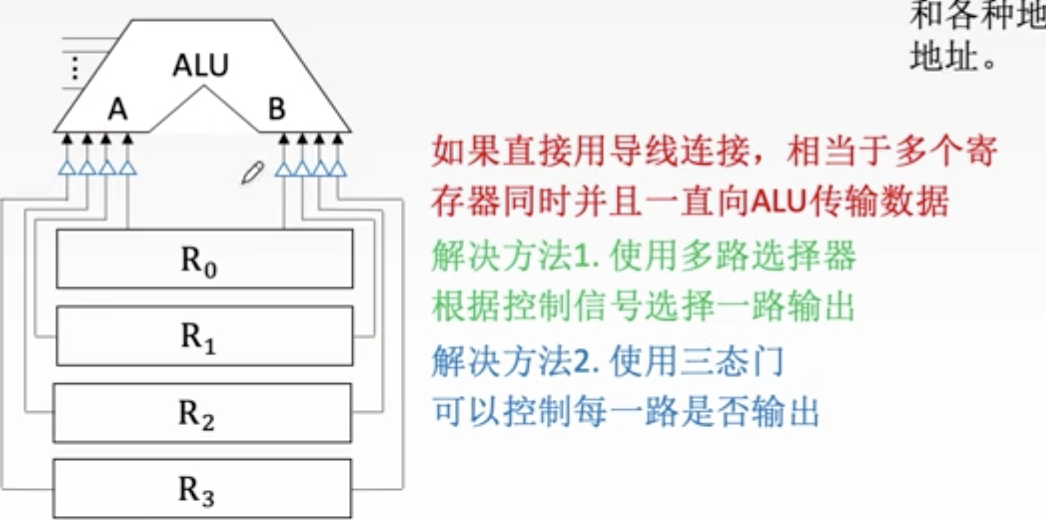 和各种地
地址。
ALU
A
B
如果直接用导线连接，相当于多个寄
存器同时并且一直向ALU传输数据
解决方法1. 使用多路选择器
根据控制信号选择一路输出
解决方法2. 使用三态门
可以控制每一路是否输出
R₀
R₁
R₂
R₃